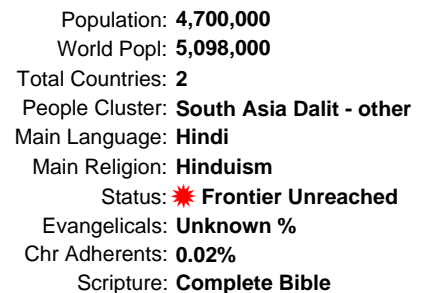 Population: 4,700,000
World Popl: 5,098,000
Total Countries: 2
People Cluster: South Asia Dalit - other
Main Language: Hindi
Main Religion: Hinduism
Status: Frontier Unreached
Evangelicals: Unknown %
Chr Adherents: 0.02%
Scripture: Complete Bible